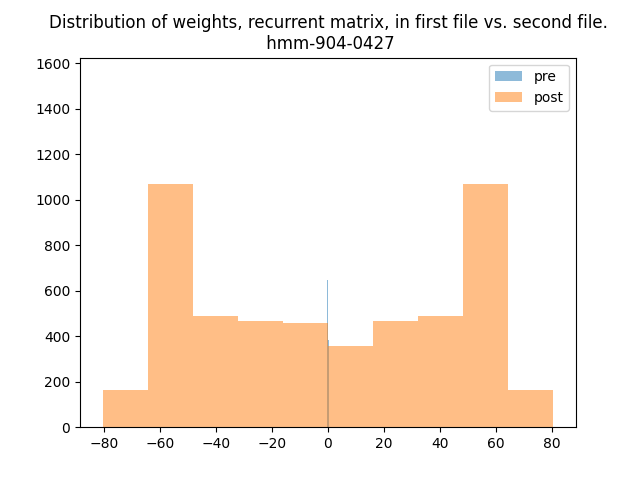 Distribution of weights, recurrent matrix, in first file vs. second file.
hmm-904-0427
pre
post
1600
1400
1200
1000
800
600
400
200
0
−80 −60 −40 −20 0 20 40 60 80